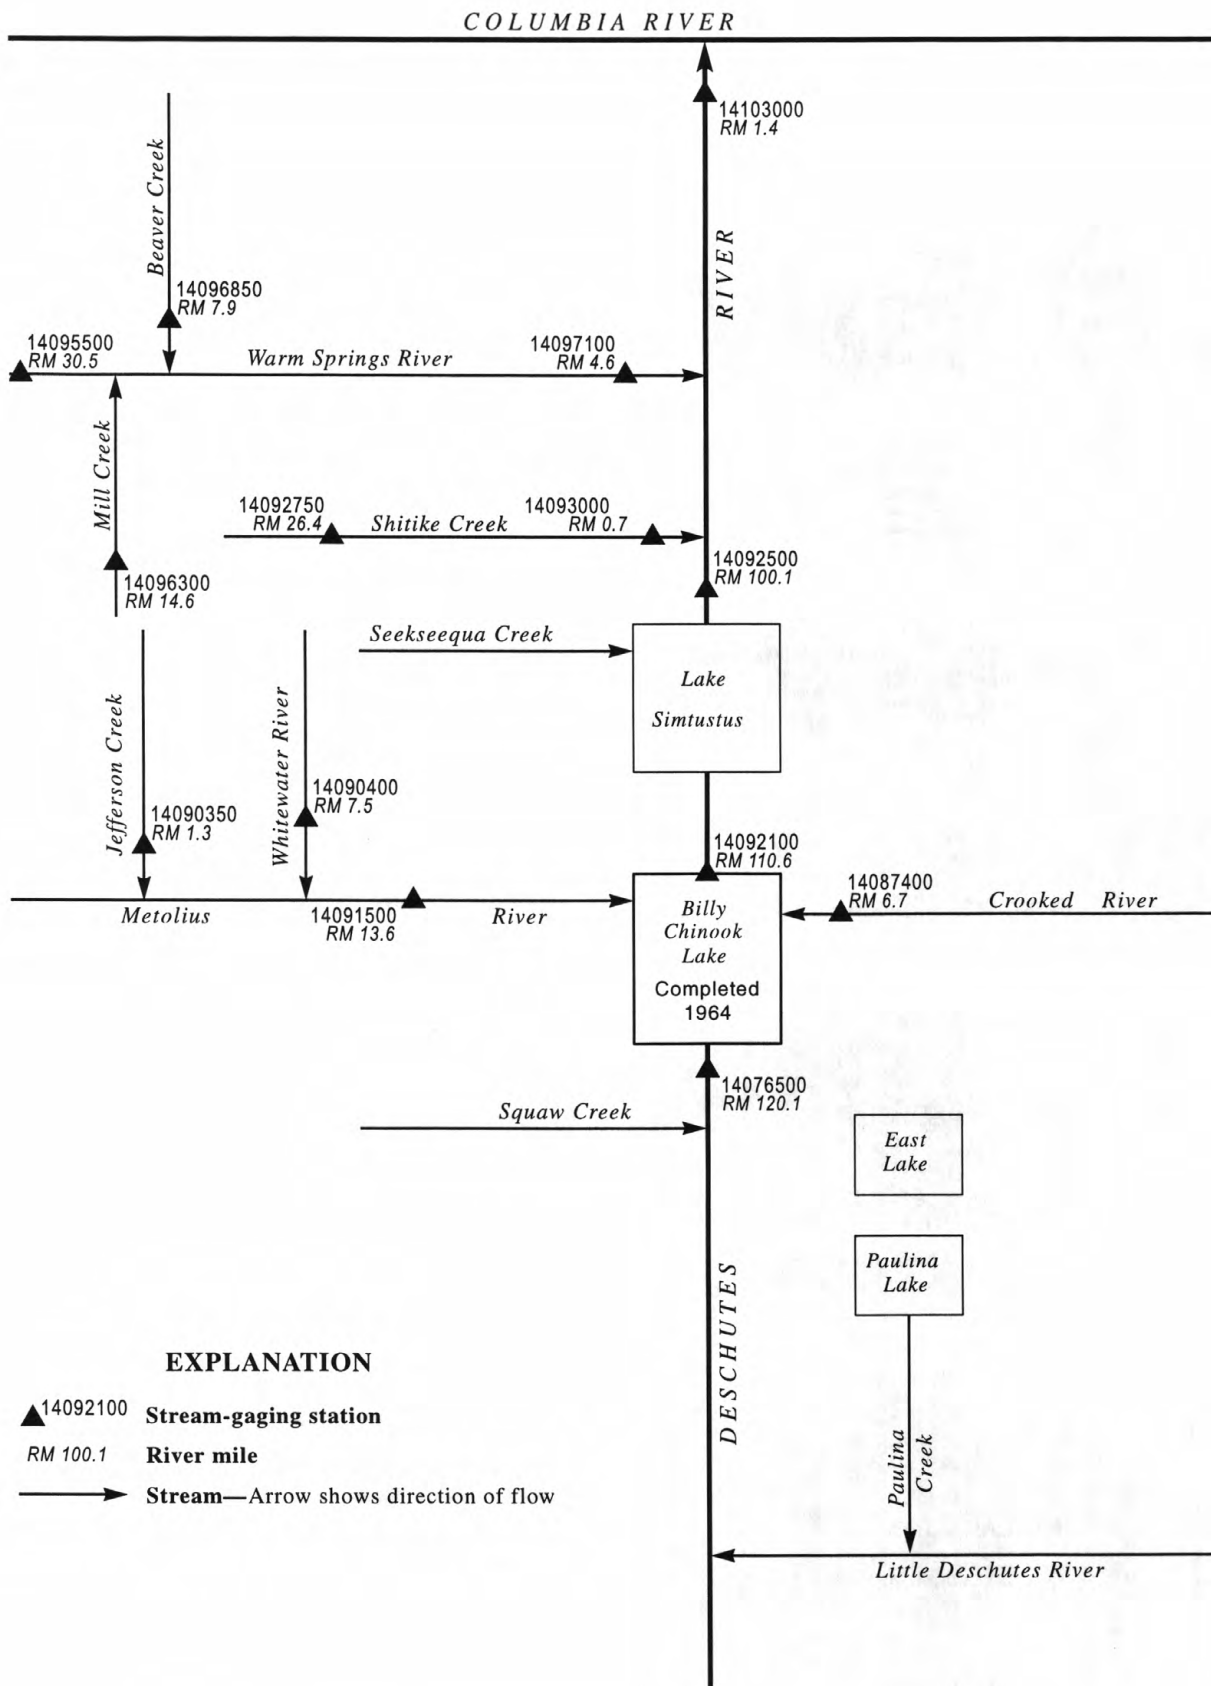 COLUMBIA RIVER
14103000
RM 1.4
Beaver Creek
RIVER
14096850
RM 7.9
14095500
RM 30.5
Warm Springs River
14097100
RM 4.6
Mill Creek
14092750
RM 26.4
Shitike Creek
14093000
RM 0.7
14092500
RM 100.1
14096300
RM 14.6
Seekseequa Creek
Lake
Simtustus
Jefferson Creek
Whitewater River
14090400
RM 7.5
14090350
RM 1.3
14092100
RM 110.6
14087400
RM 6.7
Crooked River
Metolius
14091500
RM 13.6
River
Billy
Chinook
Lake
Completed
1964
14076500
RM 120.1
Squaw Creek
East
Lake
Paulina
Lake
DESCHUTES
Paulina
Creek
Little Deschutes River
EXPLANATION
14092100 Stream-gaging station
RM 100.1 River mile
Stream—Arrow shows direction of flow